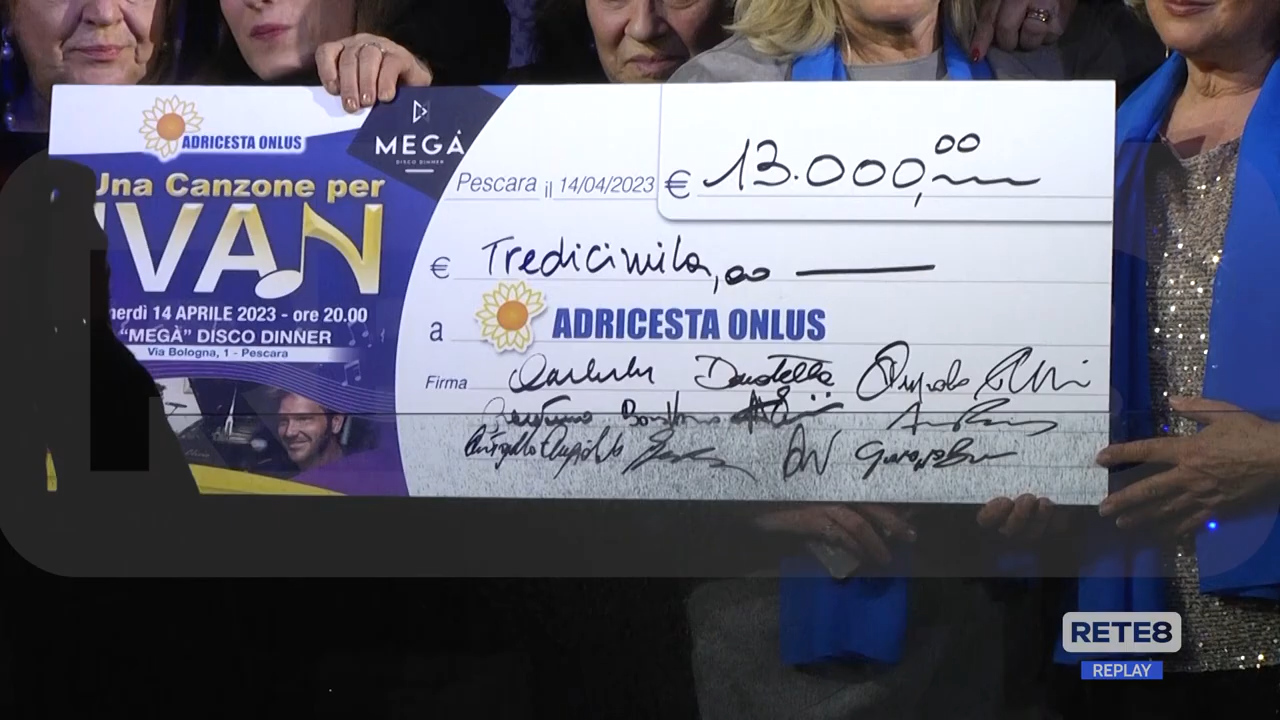 ADRICESTA ONLUS
MEGÀ
DISCO DINNER
Una Canzone per
IVAN
nerdì 14 APRILE 2023 - ore 20.00
"MEGÀ" DISCO DINNER
Via Bologna, 1 - Pescara
Pescara il 14/04/2023 € 13.000,00
€ Tredicimila,00
a ADRICESTA ONLUS
Firma
RETE8
REPLAY